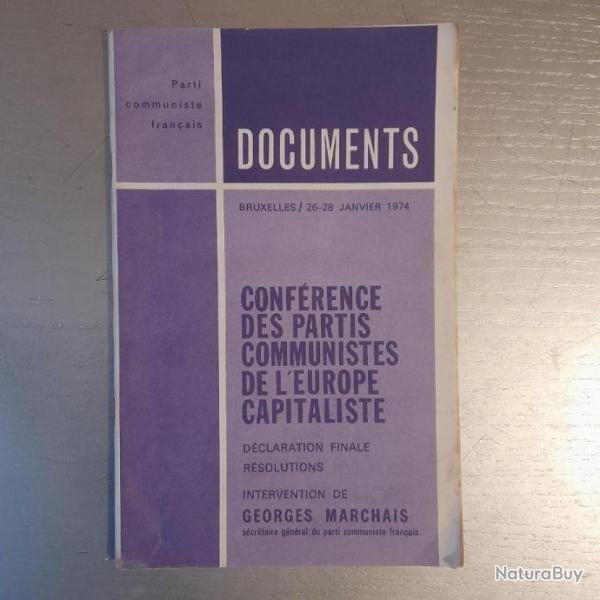 Parti
communiste
français
DOCUMENTS
BRUXELLES/ 26-28 JANVIER 1974
CONFÉRENCE
DES PARTIS
COMMUNISTES
DE L'EUROPE
CAPITALISTE
DÉCLARATION FINALE
RÉSOLUTIONS
INTERVENTION DE
GEORGES MARCHAIS
sécrétaire général du parti communiste français
NaturaBuy